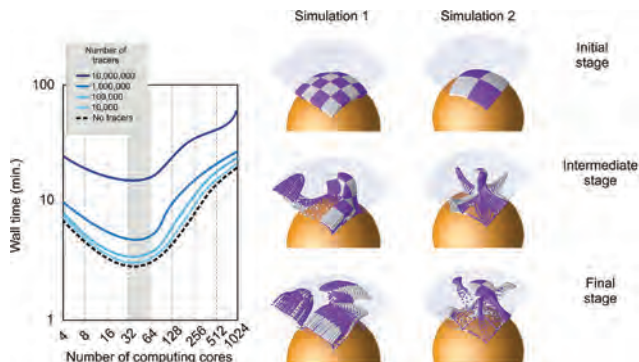 Simulation 1
Simulation 2
Number of
tracers
10,000,000
1,000,000
100,000
10,000
No tracers
Initial
stage
Intermediate
stage
Final
stage
Wall time (min.)
100
10
1
4
8
16
32
64
128
256
512
1024
Number of computing cores